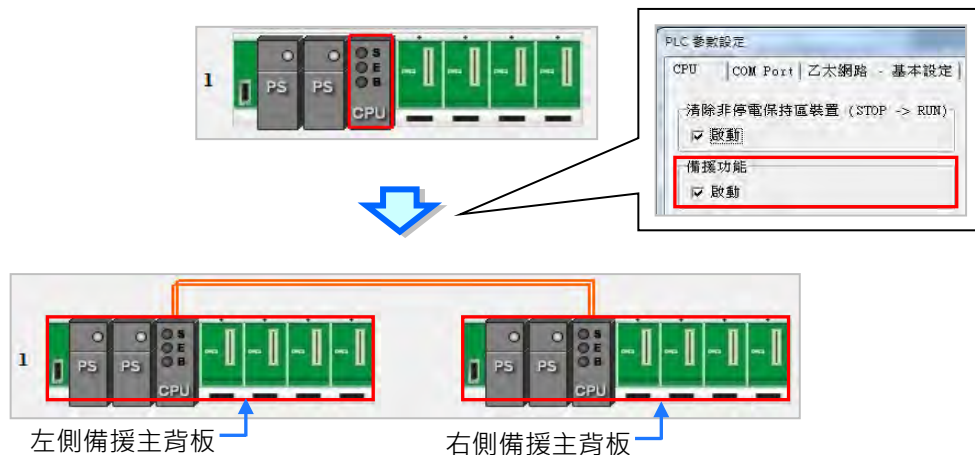 PLC 參數設定
CPU
COM Port
乙太網路 - 基本設定
清除非停電保持區裝置 (STOP -> RUN)
啟動
備援功能
啟動
1
PS
PS
S
E
B
CPU
1
PS
PS
S
E
B
CPU
PS
PS
S
E
B
CPU
左側備援主背板
右側備援主背板